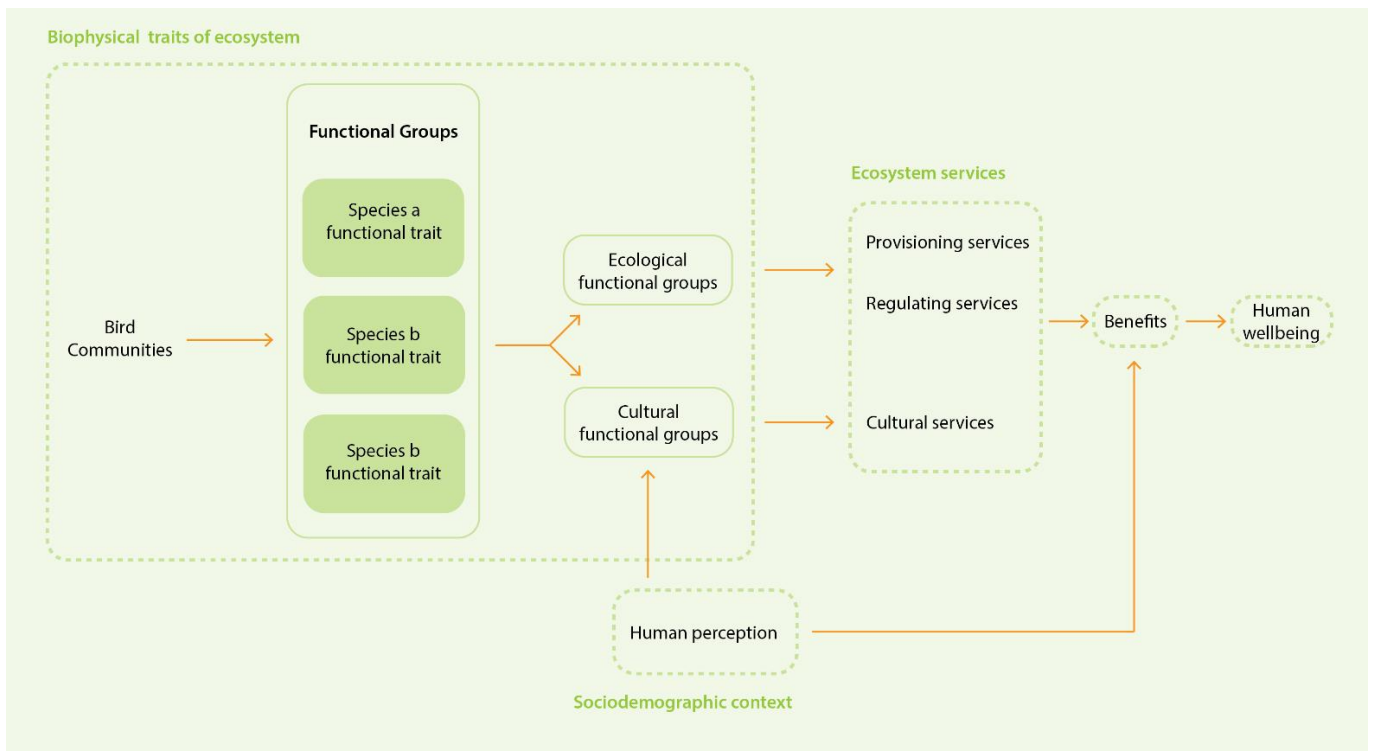 Biophysical traits of ecosystem
Functional Groups
Species a
functional trait
Species b
functional trait
Species b
functional trait
Bird
Communities
Ecological
functional groups
Cultural
functional groups
Ecosystem services
Provisioning services
Regulating services
Cultural services
Benefits
Human
wellbeing
Human perception
Sociodemographic context